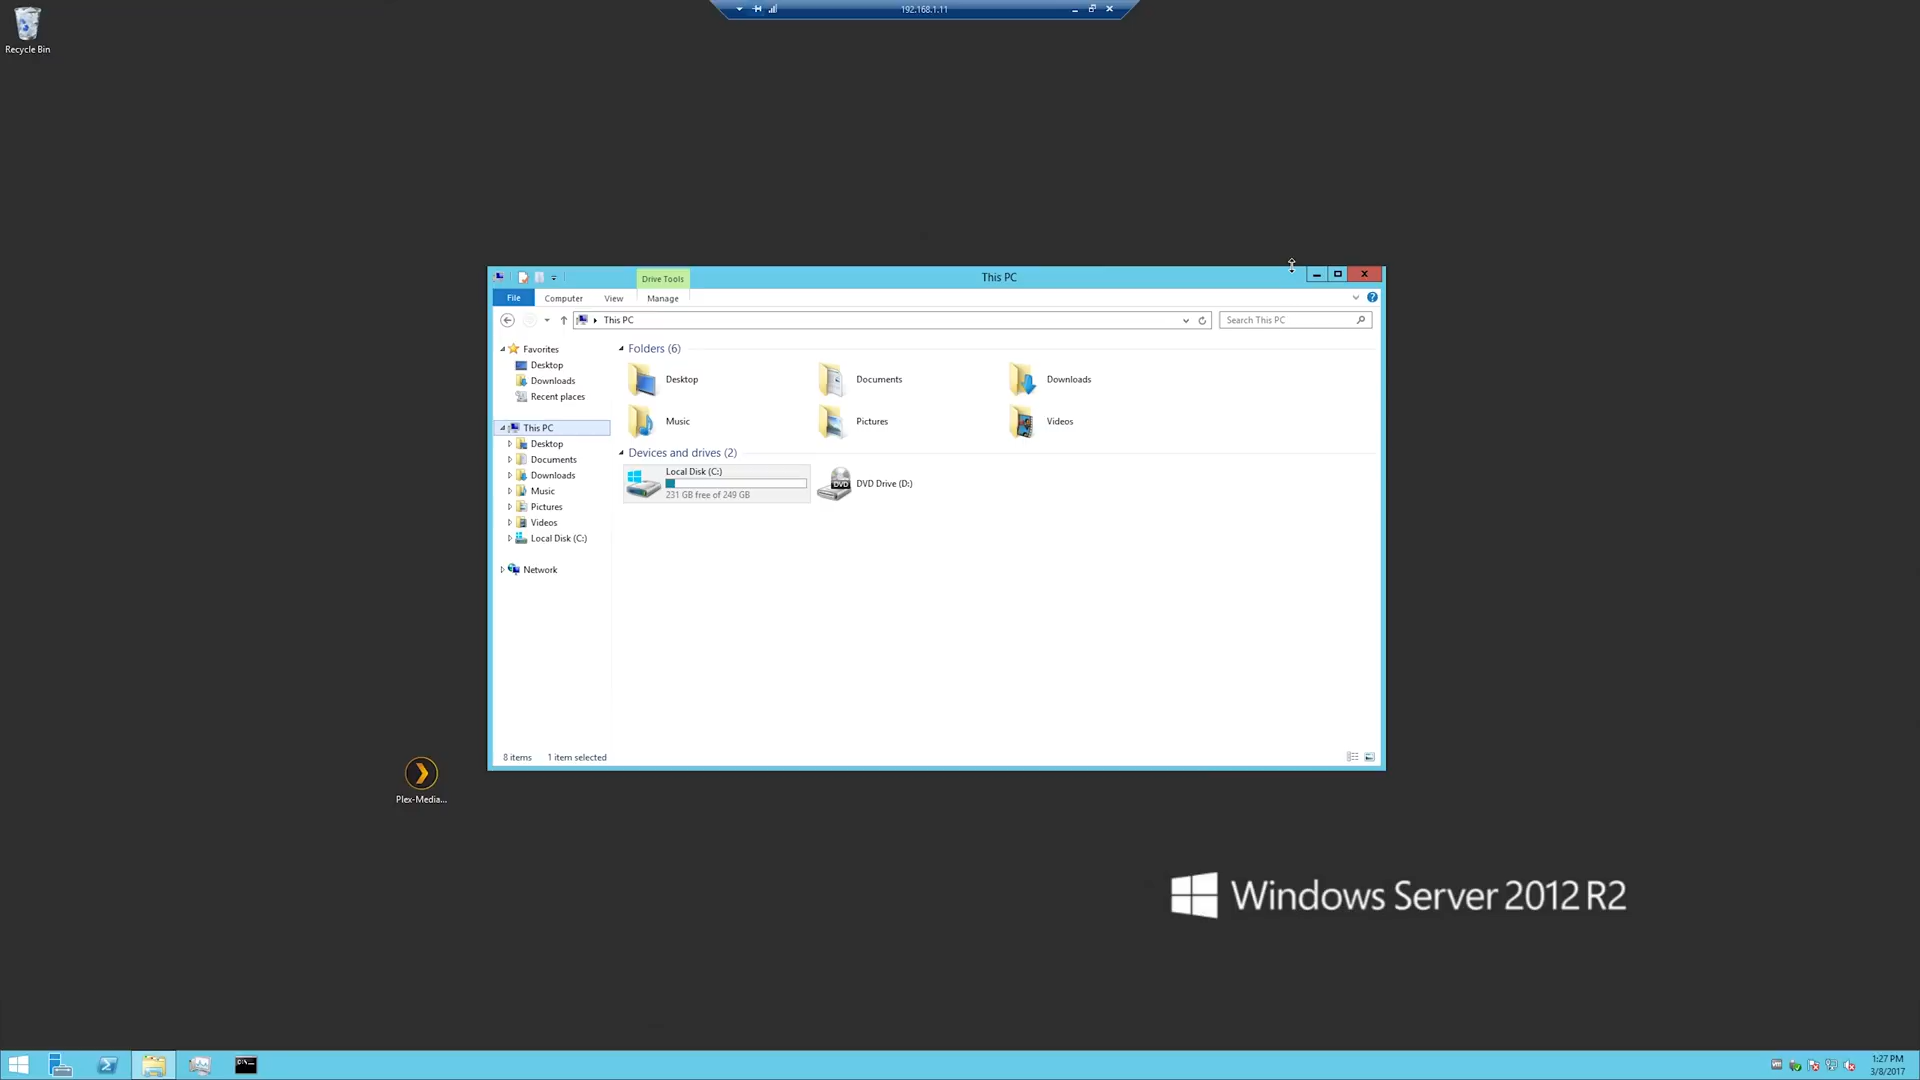 192.168.1.11
Recycle Bin
Drive Tools
This PC
File
Computer
View
Manage
This PC
Search This PC
Favorites
Desktop
Downloads
Recent places
This PC
Desktop
Documents
Downloads
Music
Pictures
Videos
Local Disk (C:)
Network
Folders (6)
Desktop
Documents
Downloads
Music
Pictures
Videos
Devices and drives (2)
Local Disk (C:)
231 GB free of 249 GB
DVD
DVD Drive (D:)
8 items
1 item selected
Plex-Media...
Windows Server 2012 R2
1:27 PM
3/8/2017